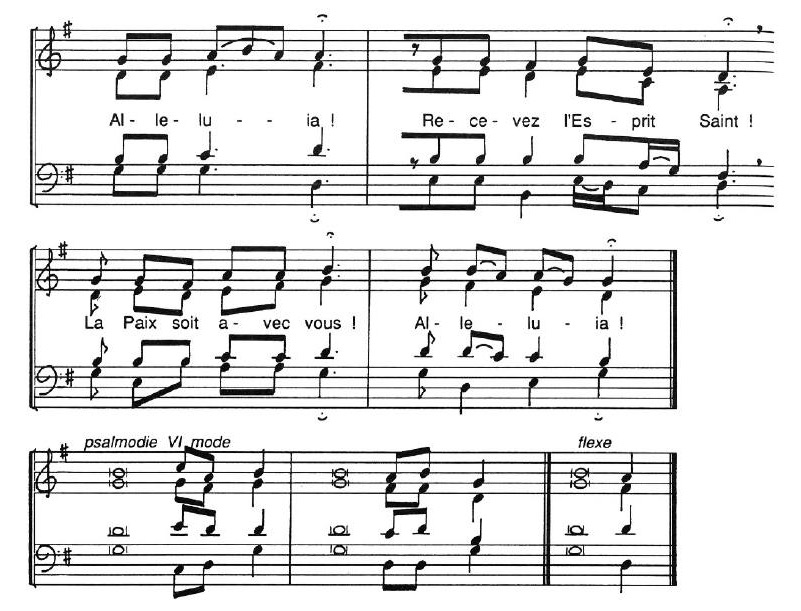 Al - le - lu - - ia ! Re - ce - vez l'Es - prit Saint !
La Paix soit a - vec vous ! Al - le - lu - ia !
psalmodie VI mode flexe